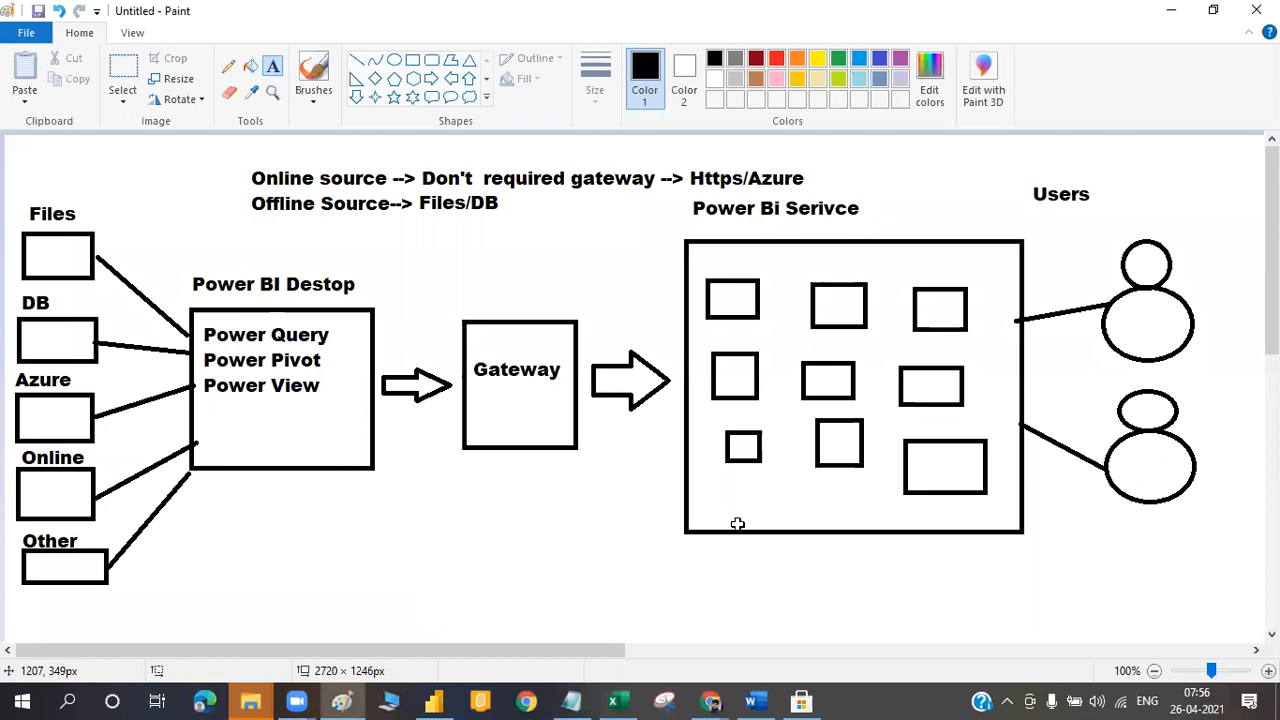 Untitled - Paint
File
Home
View
Paste
Cut
Copy
Clipboard
Select
Crop
Resize
Rotate
Image
A
Tools
Brushes
Outline
Fill
Shapes
Size
Color
1
Color
2
Edit
colors
Colors
Edit with
Paint 3D
Online source --> Don't required gateway --> Https/Azure
Offline Source--> Files/DB
Power Bi Serivce
Users
Files
DB
Azure
Online
Other
Power BI Destop
Power Query
Power Pivot
Power View
Gateway
1207, 349px
2720 × 1246px
100%
ENG
07:56
26-04-2021